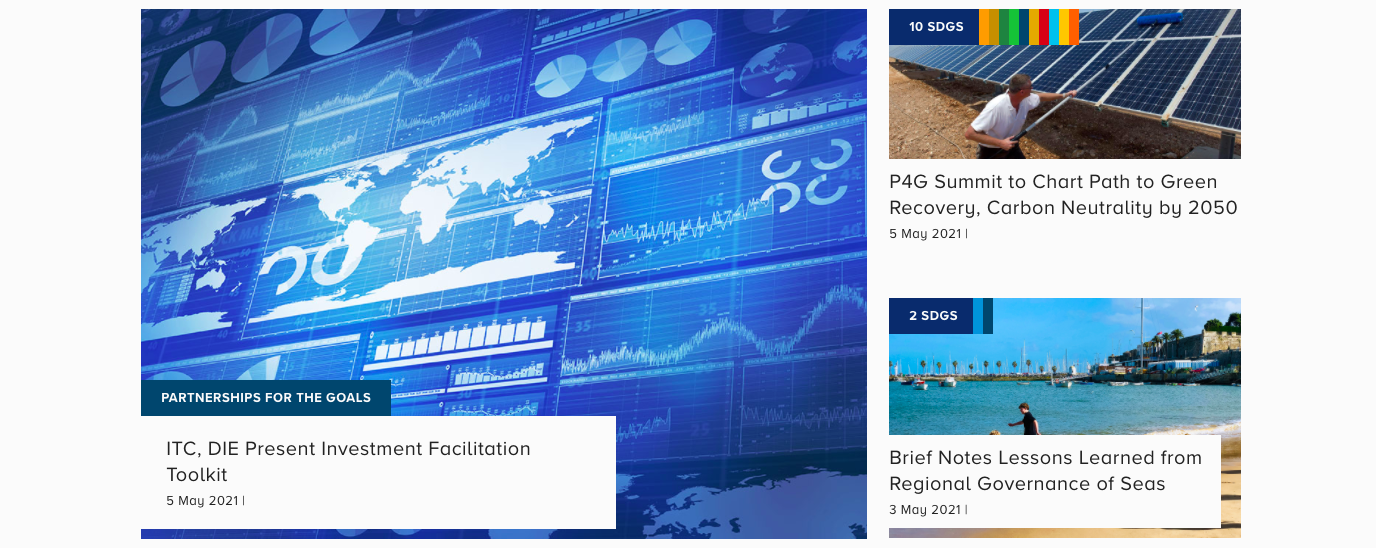 PARTNERSHIPS FOR THE GOALS
ITC, DIE Present Investment Facilitation
Toolkit
5 May 2021 |
10 SDGS
P4G Summit to Chart Path to Green
Recovery, Carbon Neutrality by 2050
5 May 2021 |
2 SDGS
Brief Notes Lessons Learned from
Regional Governance of Seas
3 May 2021 |